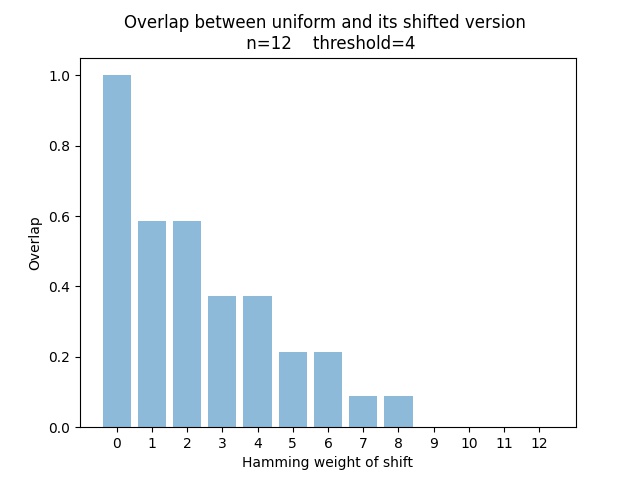 Overlap between uniform and its shifted version
n=12    threshold=4
1.0
0.8
0.6
0.4
0.2
0.0
Overlap
0 1 2 3 4 5 6 7 8 9 10 11 12
Hamming weight of shift